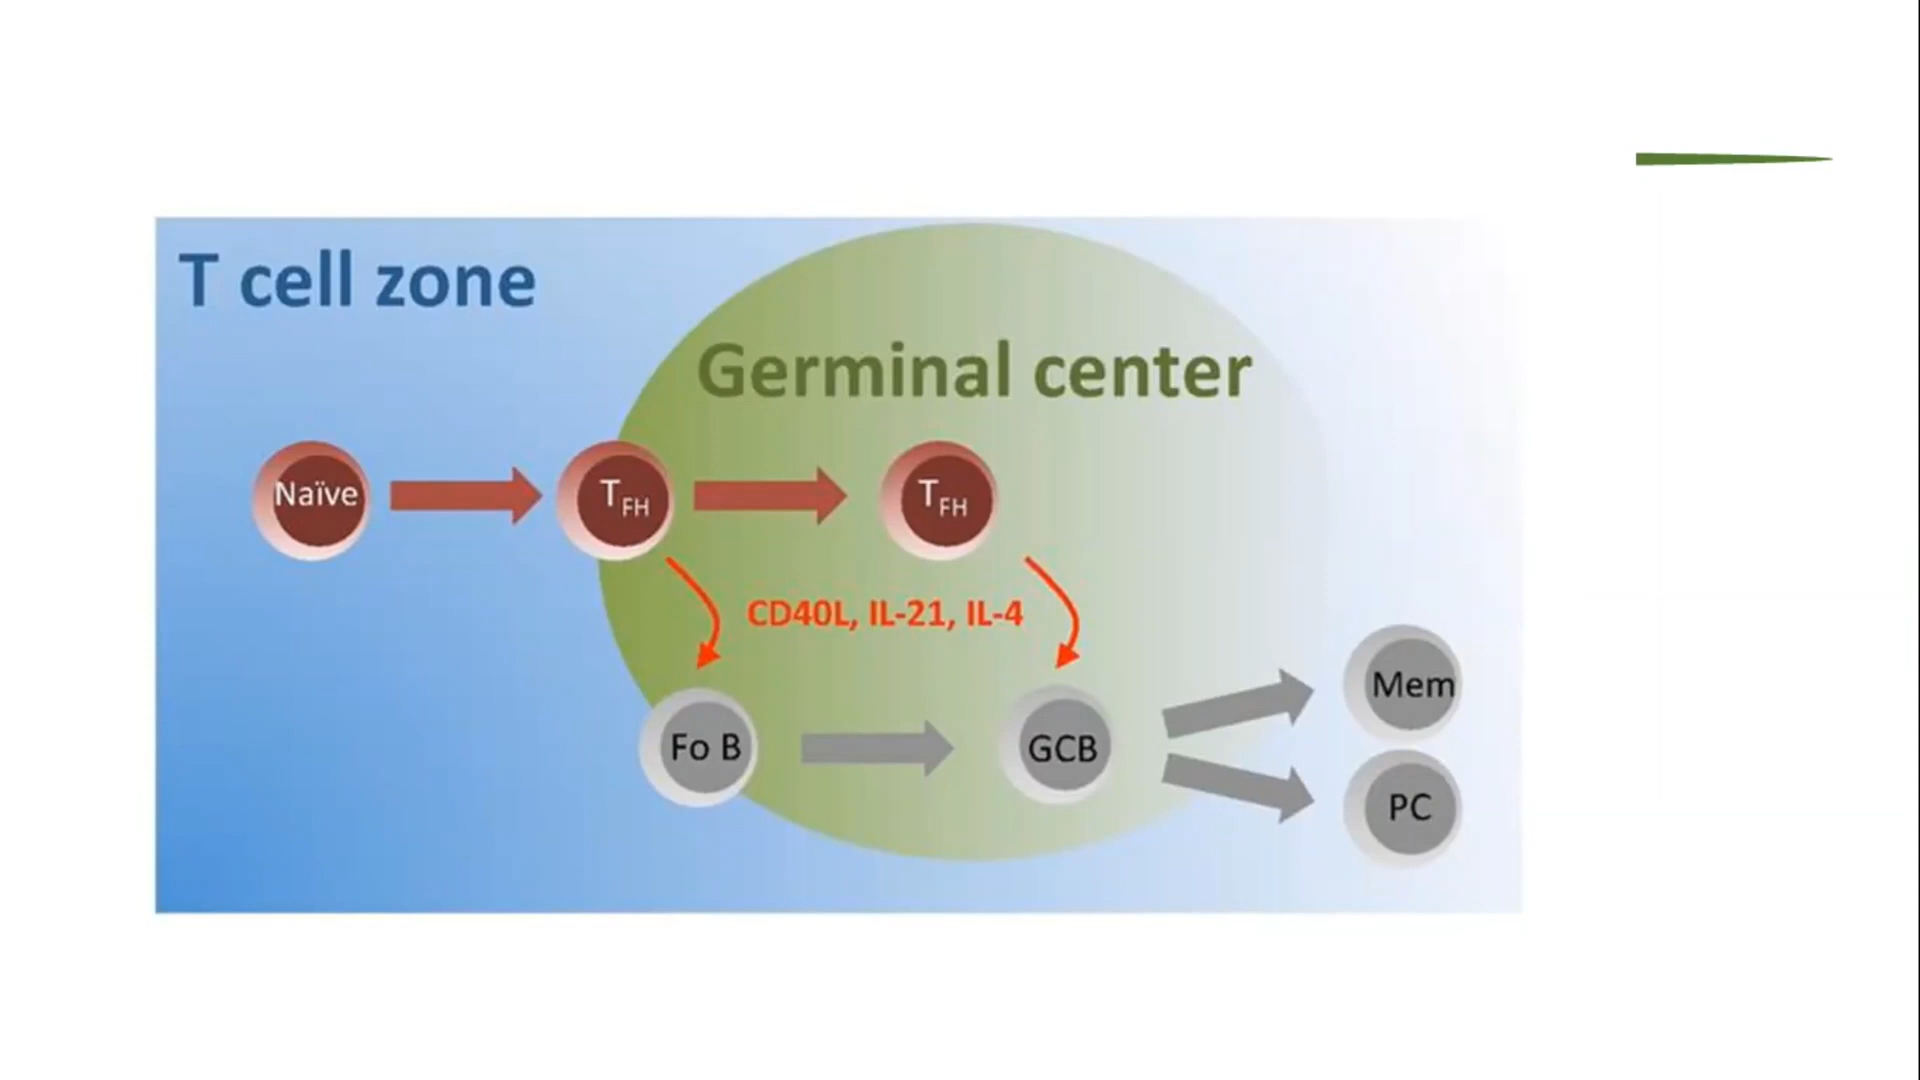 T cell zone
Germinal center
Naïve
TFH
TFH
CD40L, IL-21, IL-4
Mem
Fo B
GCB
PC